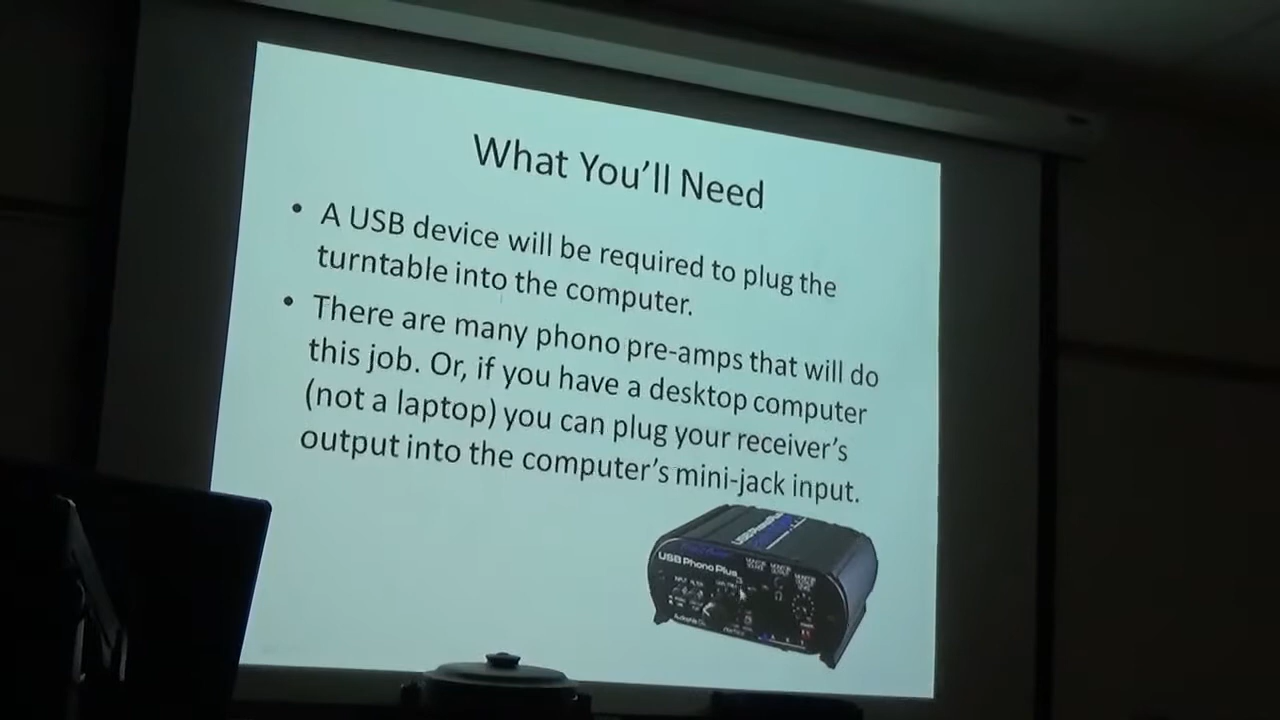 What You'll Need
• A USB device will be required to plug the
turntable into the computer.
• There are many phono pre-amps that will do
this job. Or, if you have a desktop computer
(not a laptop) you can plug your receiver's
output into the computer's mini-jack input.
USB Phono Plus